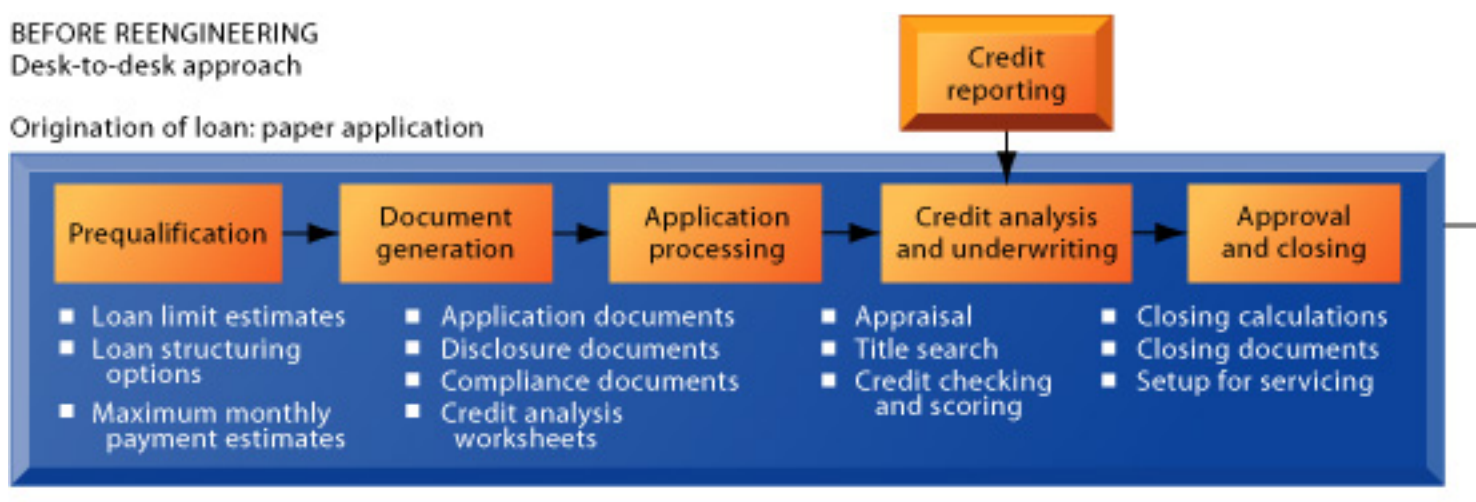 BEFORE REENGINEERING
Desk-to-desk approach
Origination of loan: paper application
Credit
reporting
Prequalification
Document
generation
Application
processing
Credit analysis
and underwriting
Approval
and closing
Loan limit estimates
Loan structuring
options
Maximum monthly
payment estimates
Application documents
Disclosure documents
Compliance documents
Credit analysis
worksheets
Appraisal
Title search
Credit checking
and scoring
Closing calculations
Closing documents
Setup for servicing